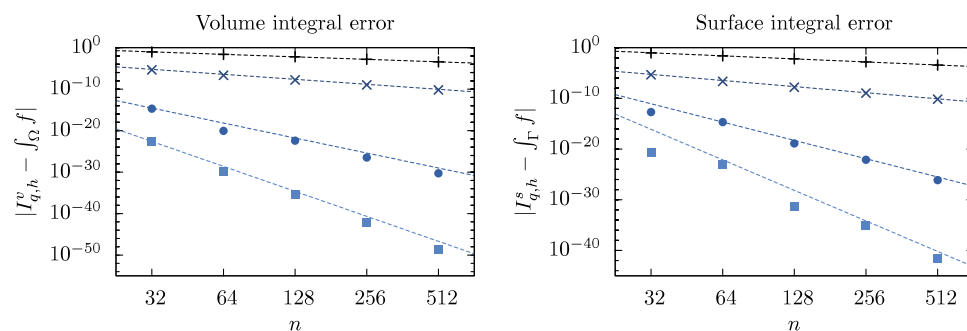 Volume integral error
10^0
10^{-10}
10^{-20}
10^{-30}
10^{-40}
10^{-50}
|I^v_{q,h} − ∫_Ω f|
32 64 128 256 512
n
Surface integral error
10^0
10^{-10}
10^{-20}
10^{-30}
10^{-40}
|I^s_{q,h} − ∫_Γ f|
32 64 128 256 512
n